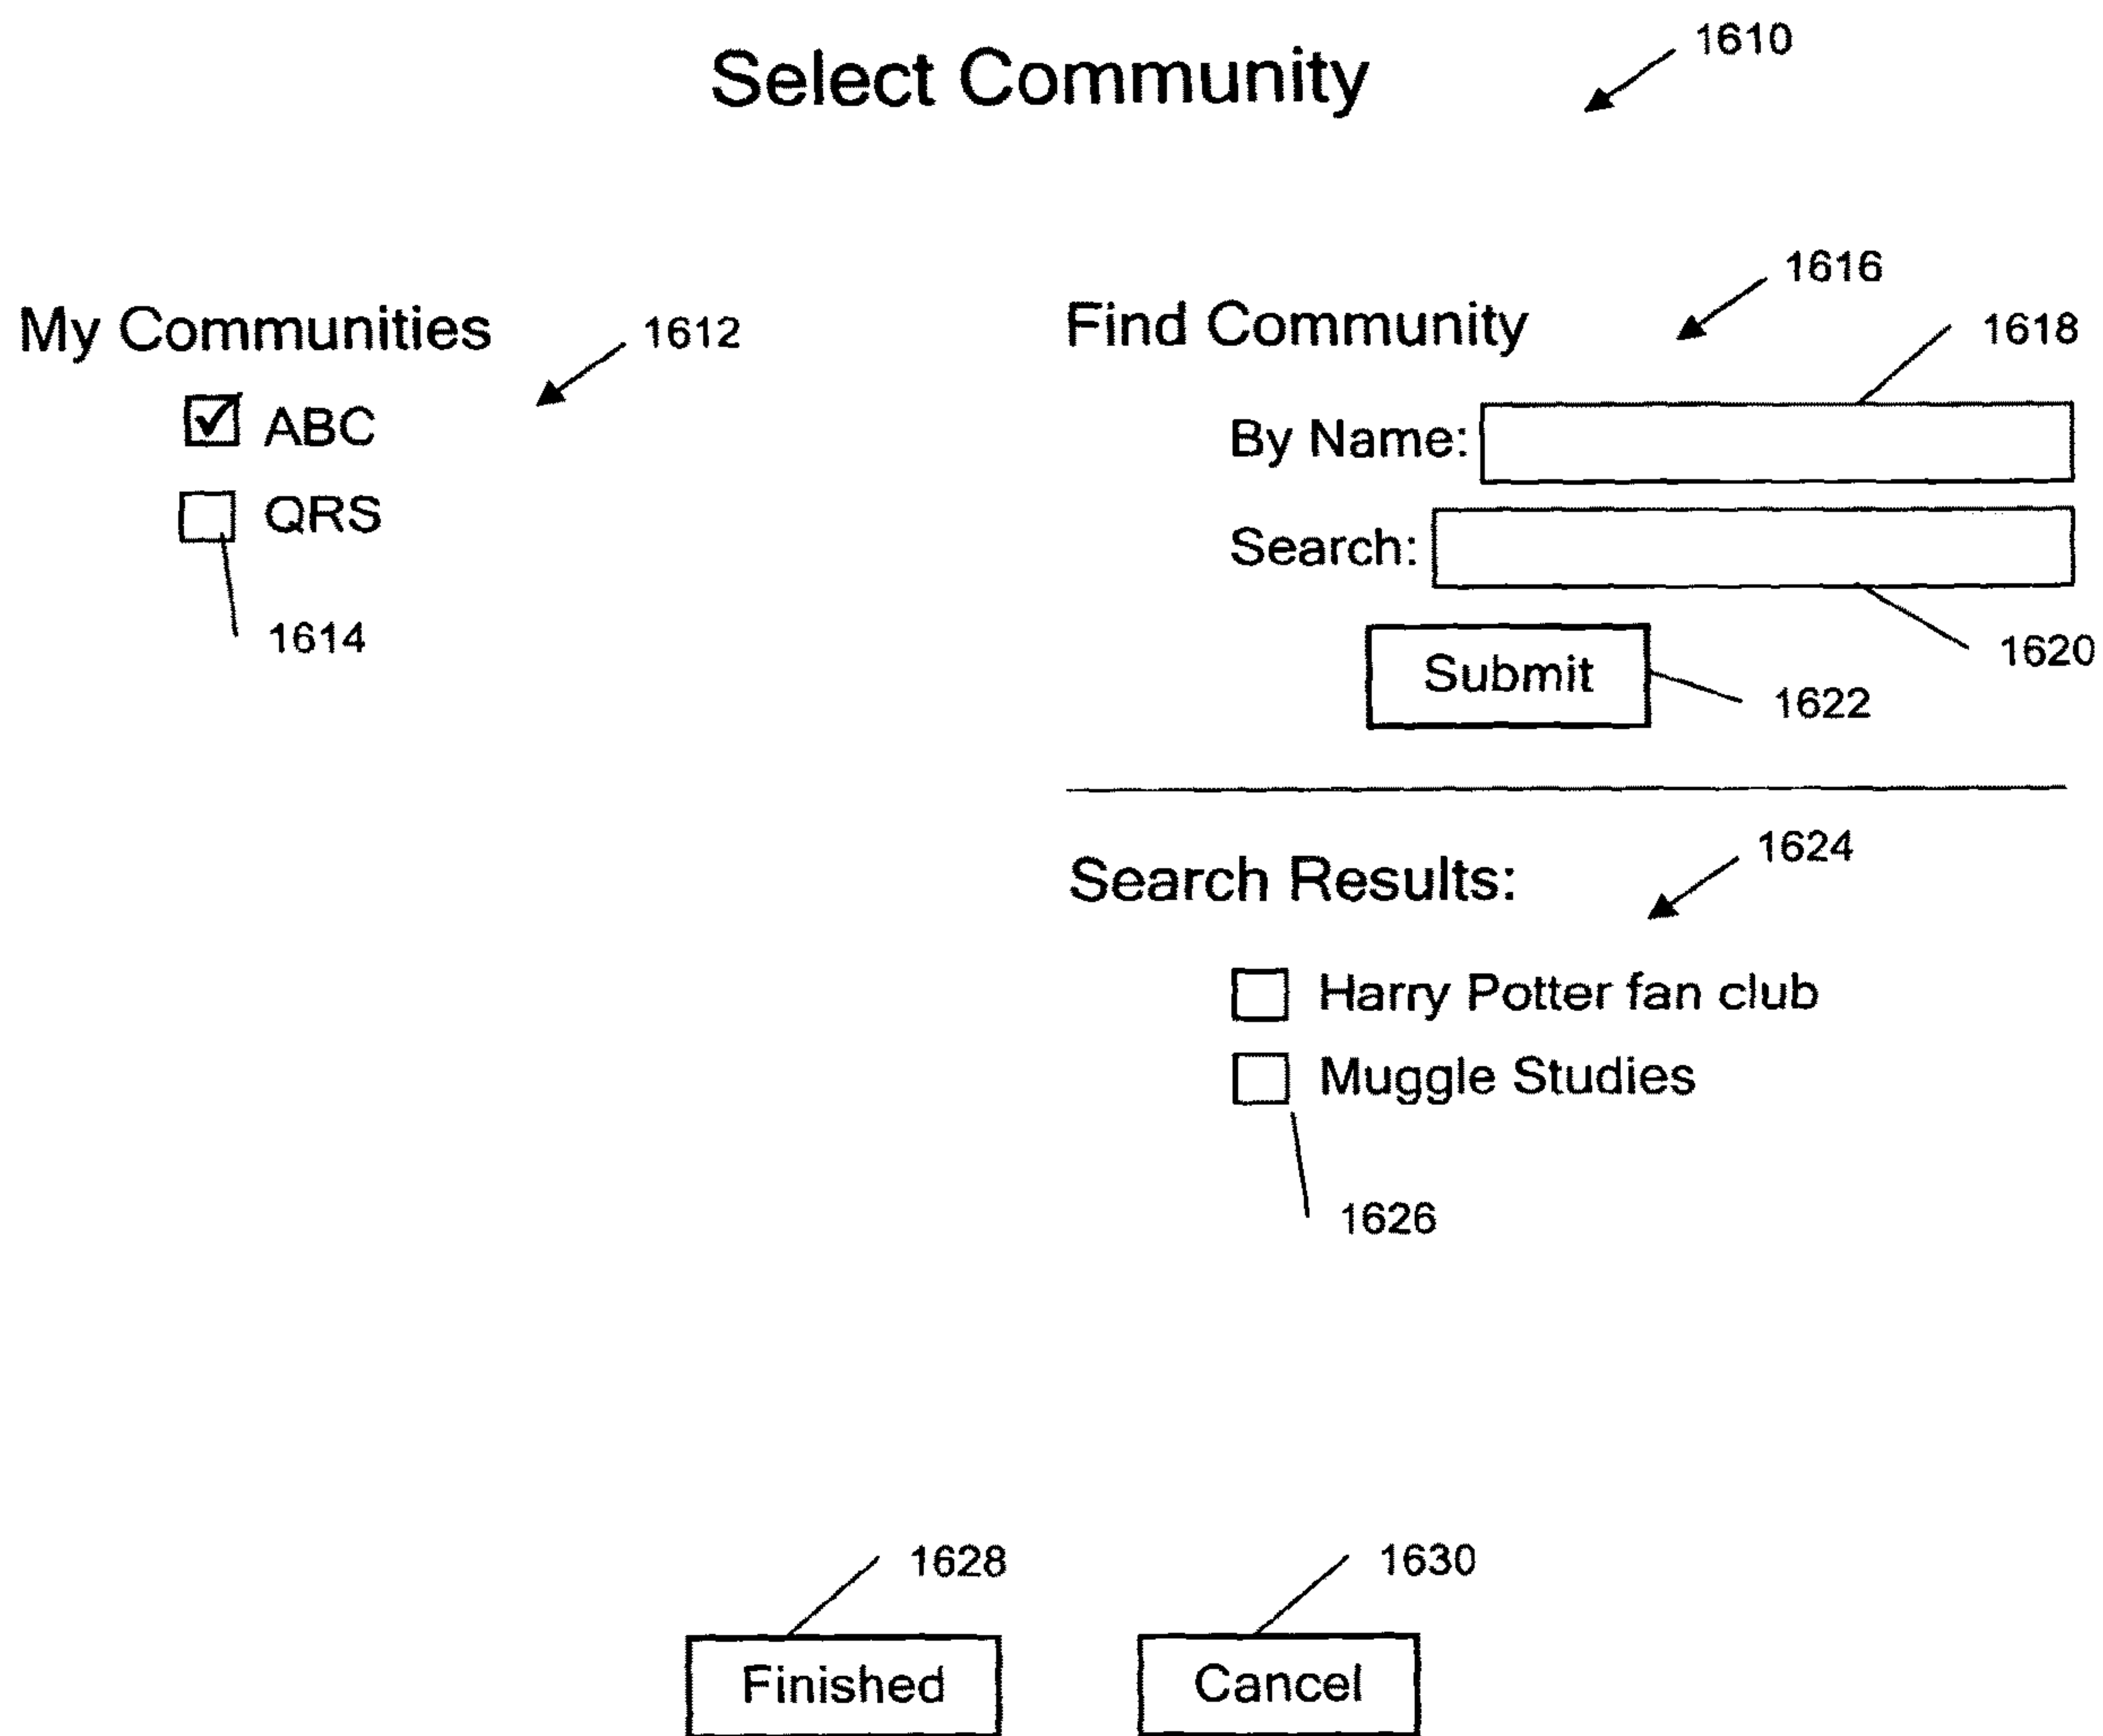 Select Community
1610
My Communities
1612
ABC
QRS
1614
Find Community
1616
1618
By Name:
Search:
1620
Submit
1622
Search Results:
1624
Harry Potter fan club
Muggle Studies
1626
1628
1630
Finished
Cancel